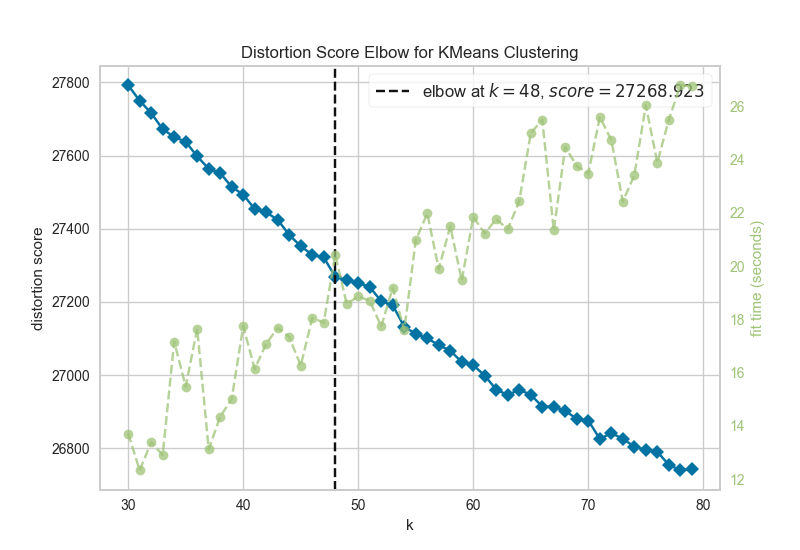 Distortion Score Elbow for KMeans Clustering
elbow at k = 48, score = 27268.923
27800
27600
27400
27200
27000
26800
distortion score
26
24
22
20
18
16
14
12
fit time (seconds)
30 40 50 60 70 80
k